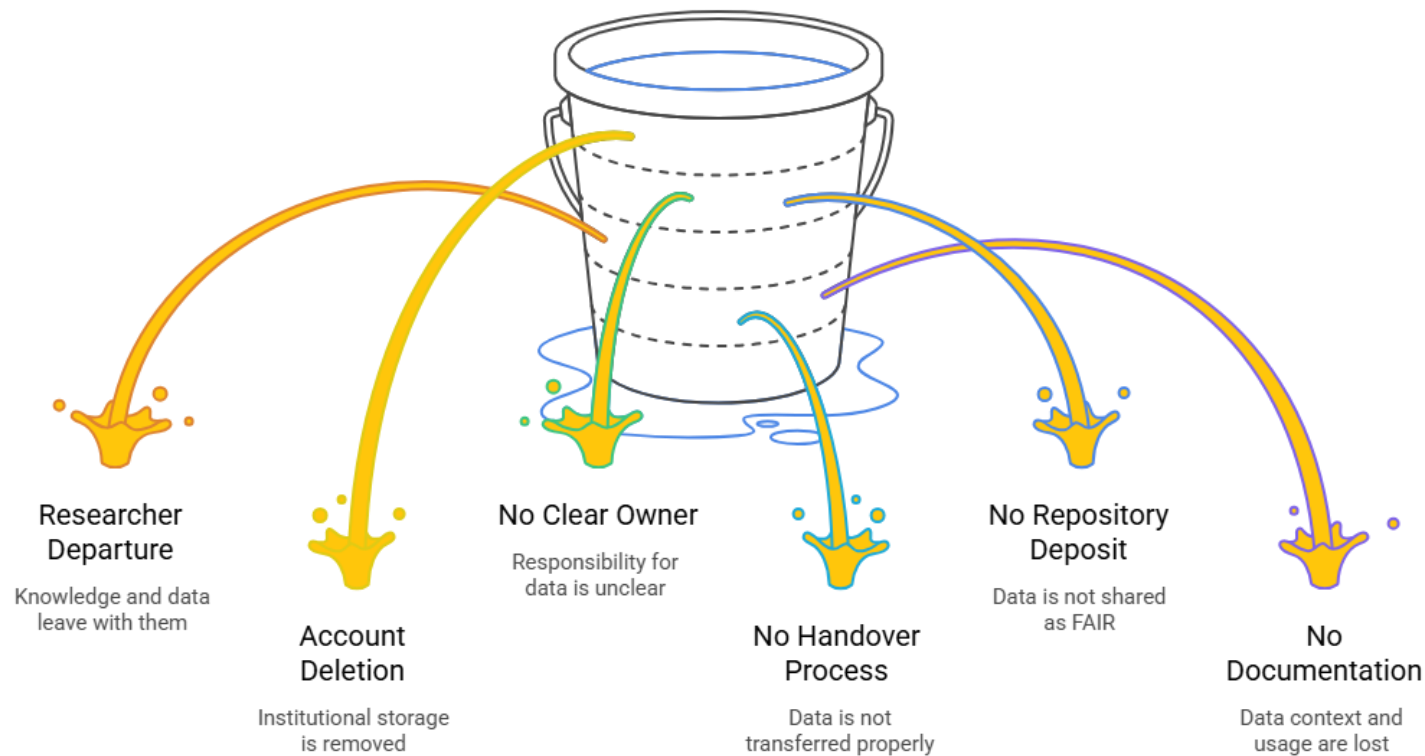 Researcher
Departure
Knowledge and data
leave with them
Account
Deletion
Institutional storage
is removed
No Clear Owner
Responsibility for
data is unclear
No Handover
Process
Data is not
transferred properly
No Repository
Deposit
Data is not shared
as FAIR
No
Documentation
Data context and
usage are lost